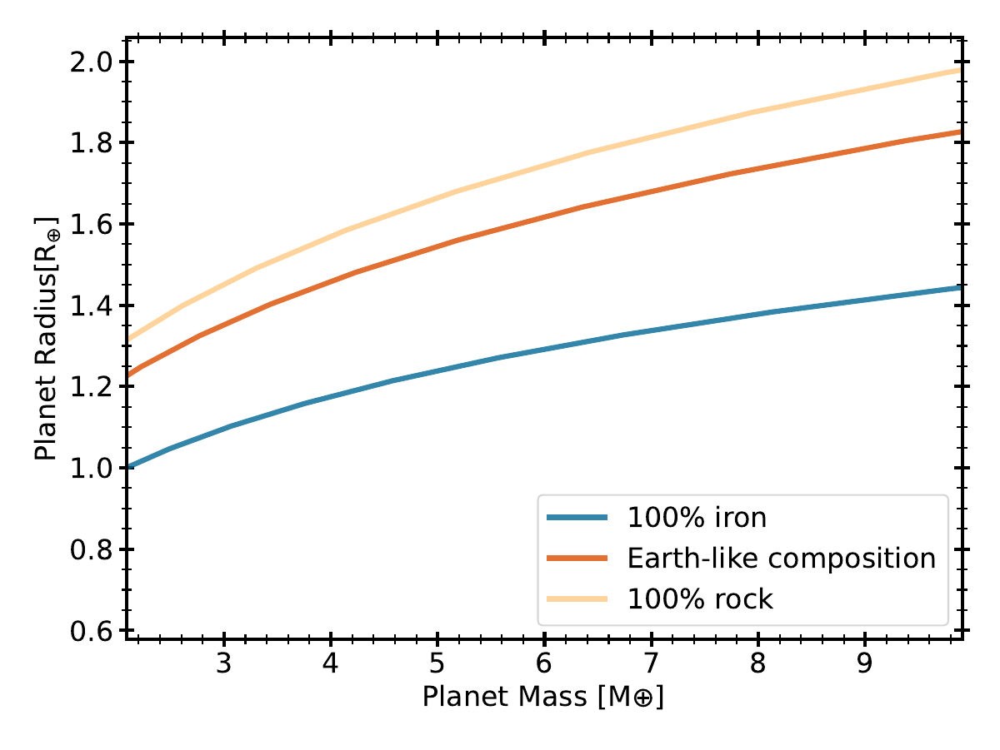 2.0
1.8
1.6
1.4
1.2
1.0
0.8
0.6
Planet Radius[R⊕]
100% iron
Earth-like composition
100% rock
3 4 5 6 7 8 9
Planet Mass [M⊕]